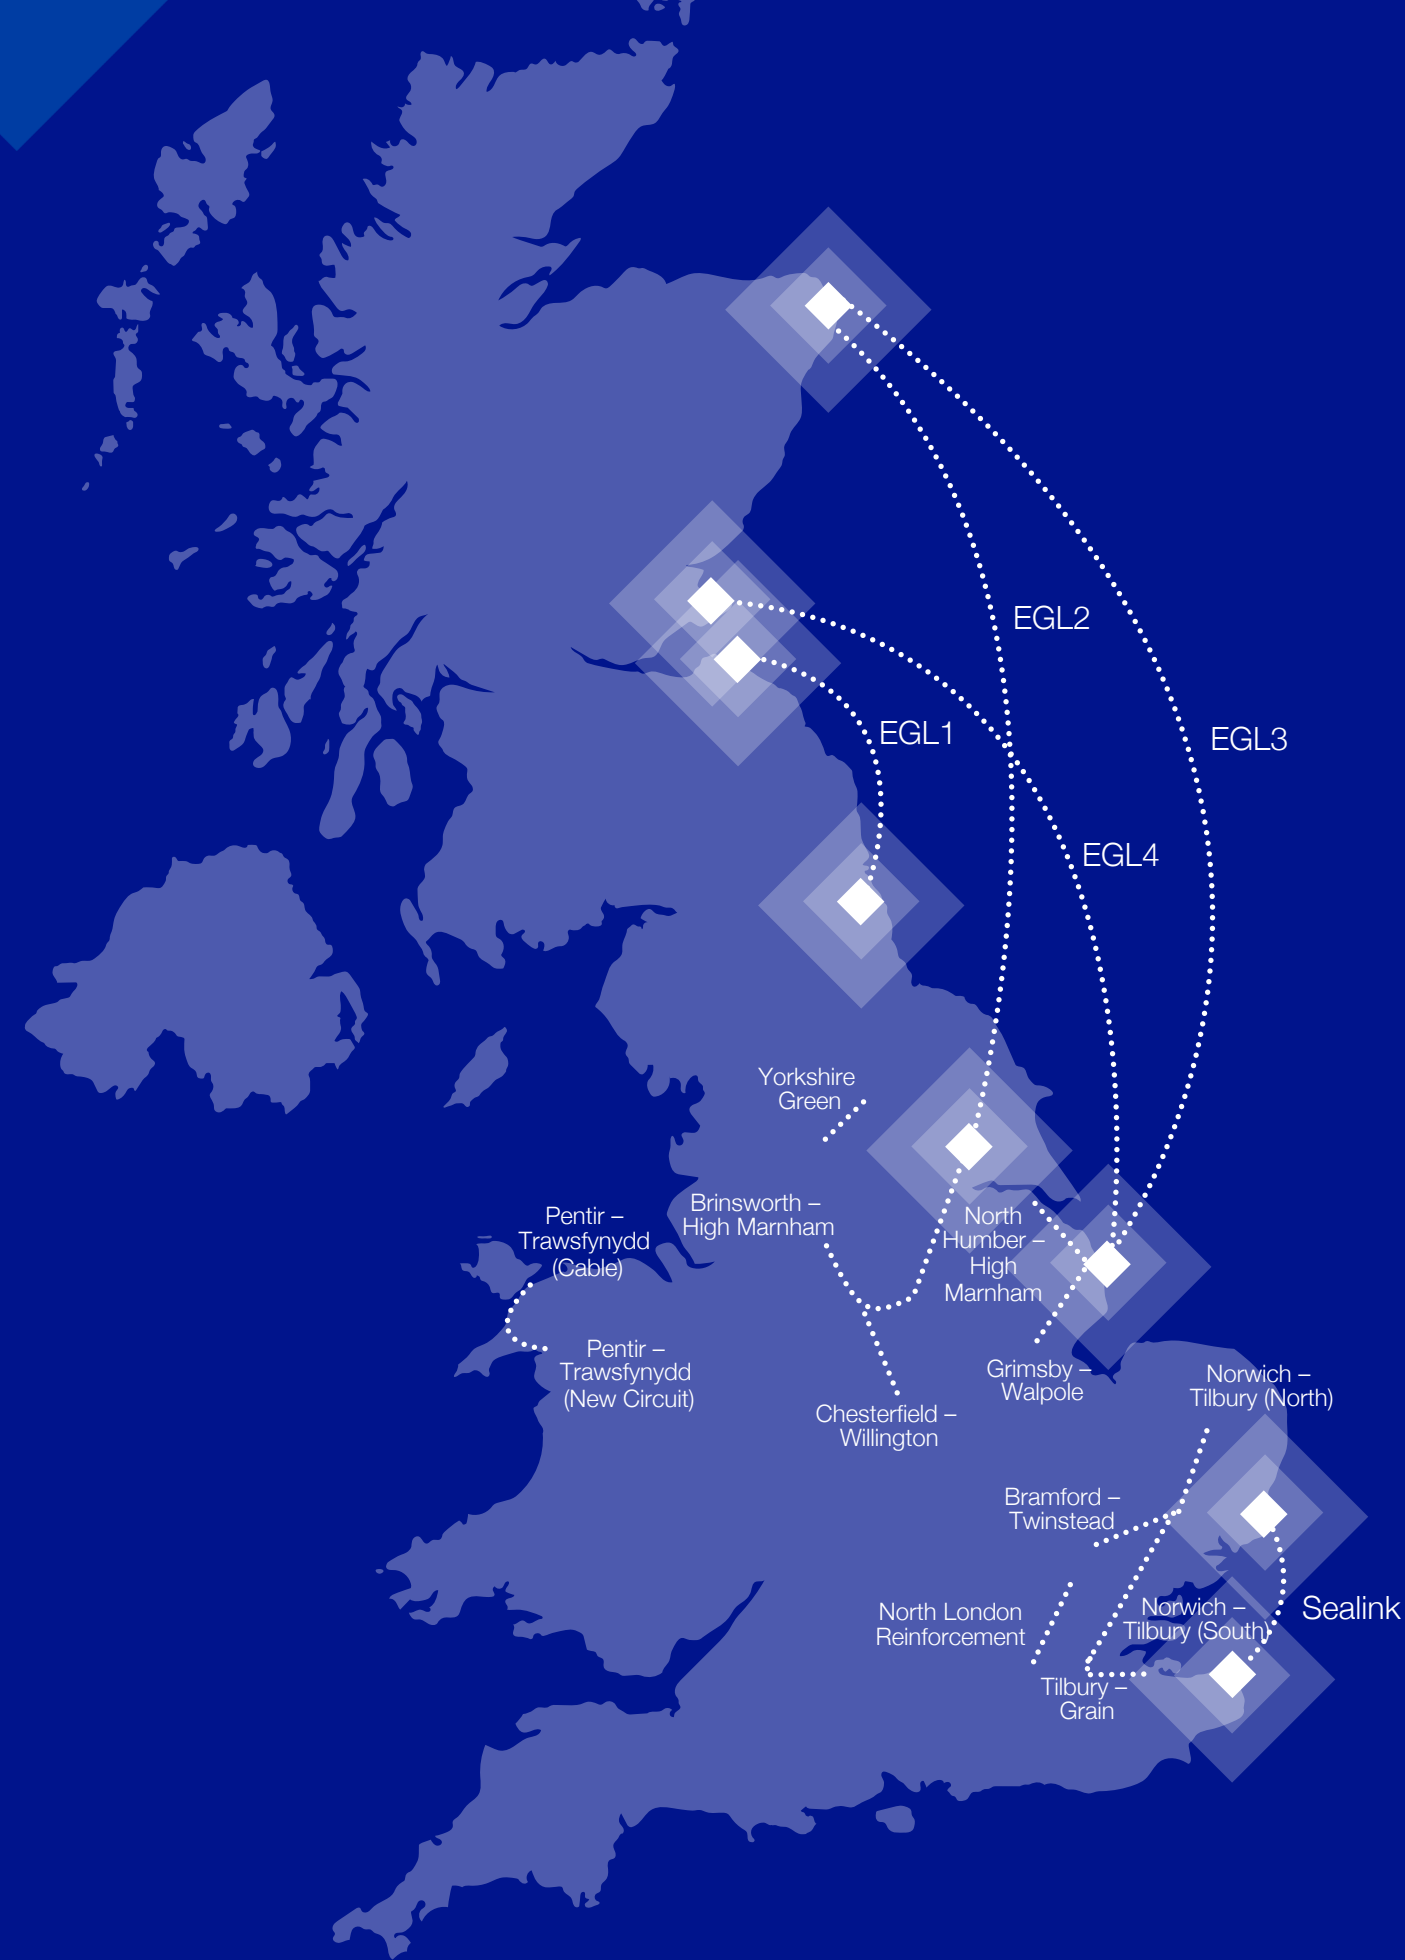 EGL2
EGL1
EGL3
EGL4
Yorkshire
Green
Brinsworth –
High Marnham
Pentir –
Trawsfynydd
(Cable)
North
Humber –
High
Marnham
Pentir –
Trawsfynydd
(New Circuit)
Grimsby –
Walpole
Norwich –
Tilbury (North)
Chesterfield –
Willington
Bramford –
Twinstead
North London
Reinforcement
Norwich –
Tilbury (South)
Sealink
Tilbury –
Grain